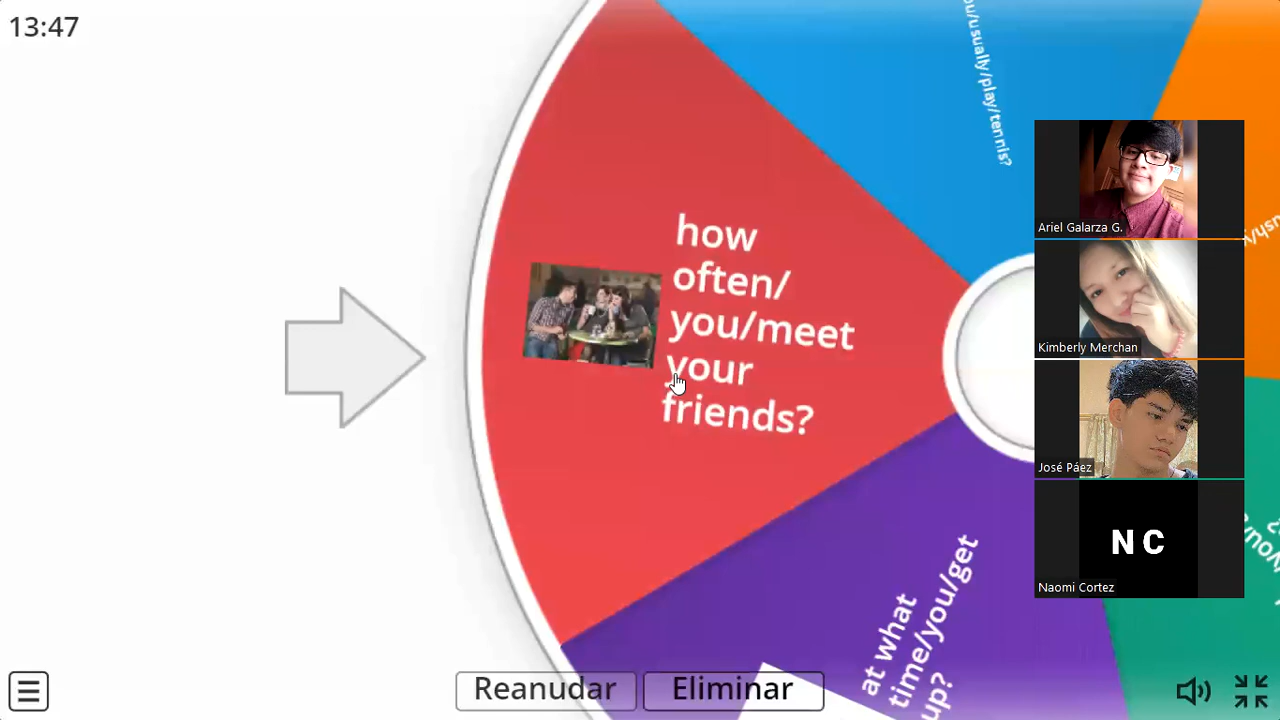 13:47
how
often/
you/meet
your
friends?
u/usually/play/tennis?
at what
time/you/get
up?
Ariel Galarza G.
Kimberly Merchan
José Páez
N C
Naomi Cortez
Reanudar
Eliminar